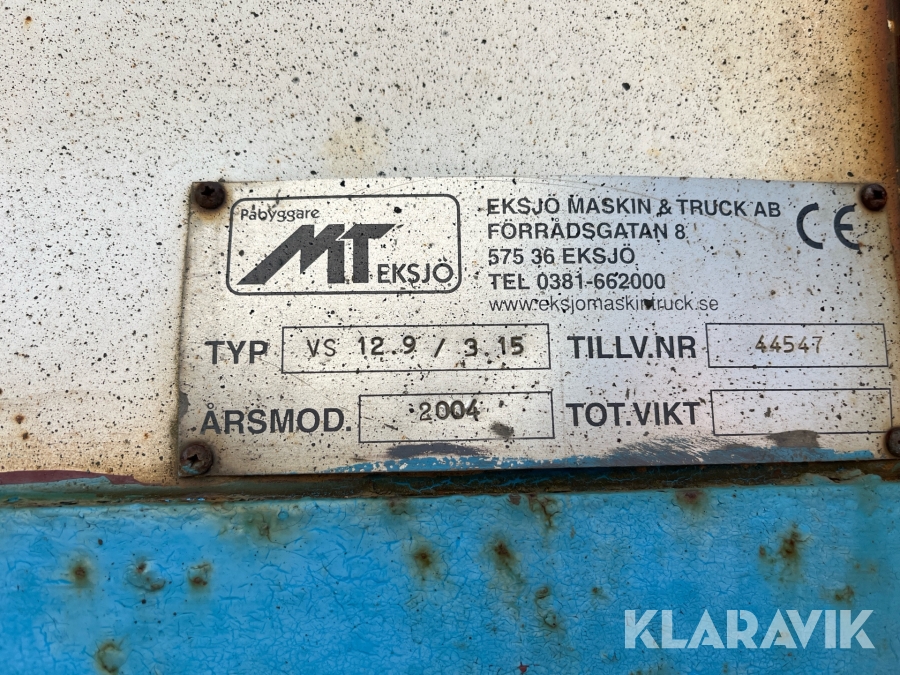 Påbyggare
MT EKSJÖ
EKSJÖ MASKIN & TRUCK AB
FÖRRÅDSGATAN 8
575 36 EKSJÖ
TEL 0381-662000
www.eksjomaskintruck.se
CE
TYP VS 12.9 / 3.15 TILLV.NR 44547
ÅRSMOD. 2004 TOT.VIKT
KLARAVIK